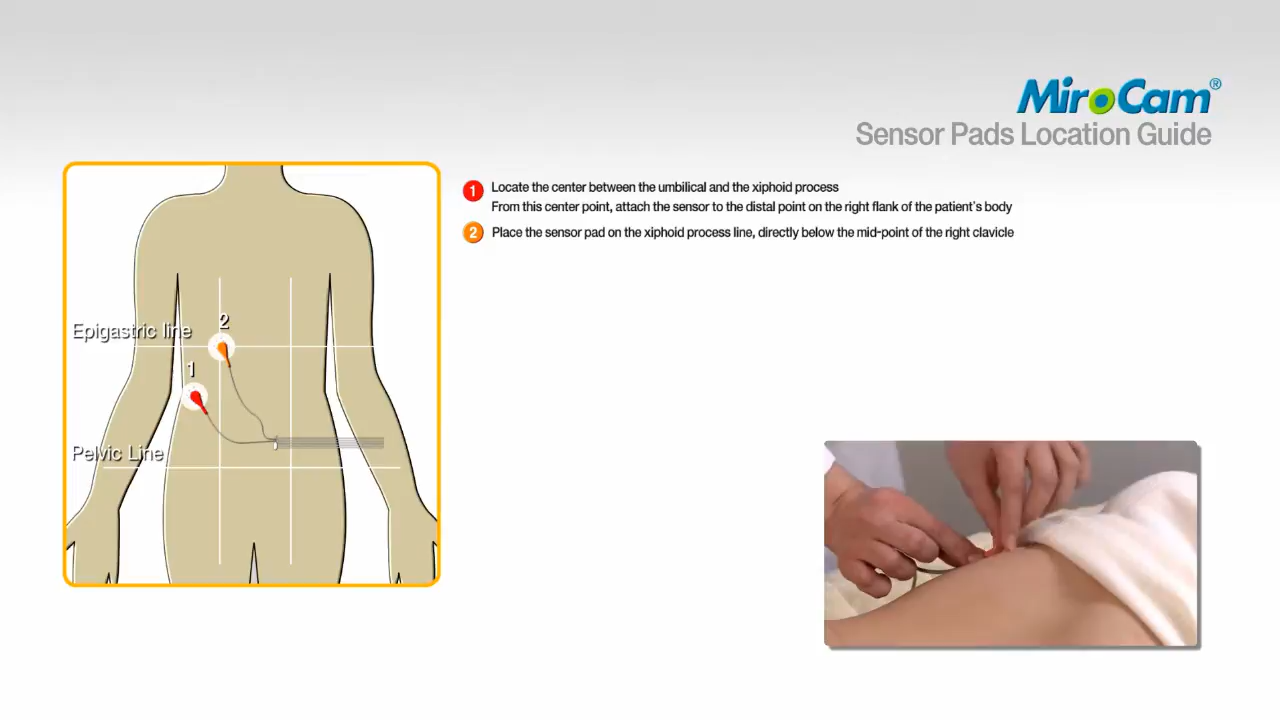 MiroCam®
Sensor Pads Location Guide
1 Locate the center between the umbilical and the xiphoid process
From this center point, attach the sensor to the distal point on the right flank of the patient's body
2 Place the sensor pad on the xiphoid process line, directly below the mid-point of the right clavicle
2
Epigastric line
1
Pelvic Line